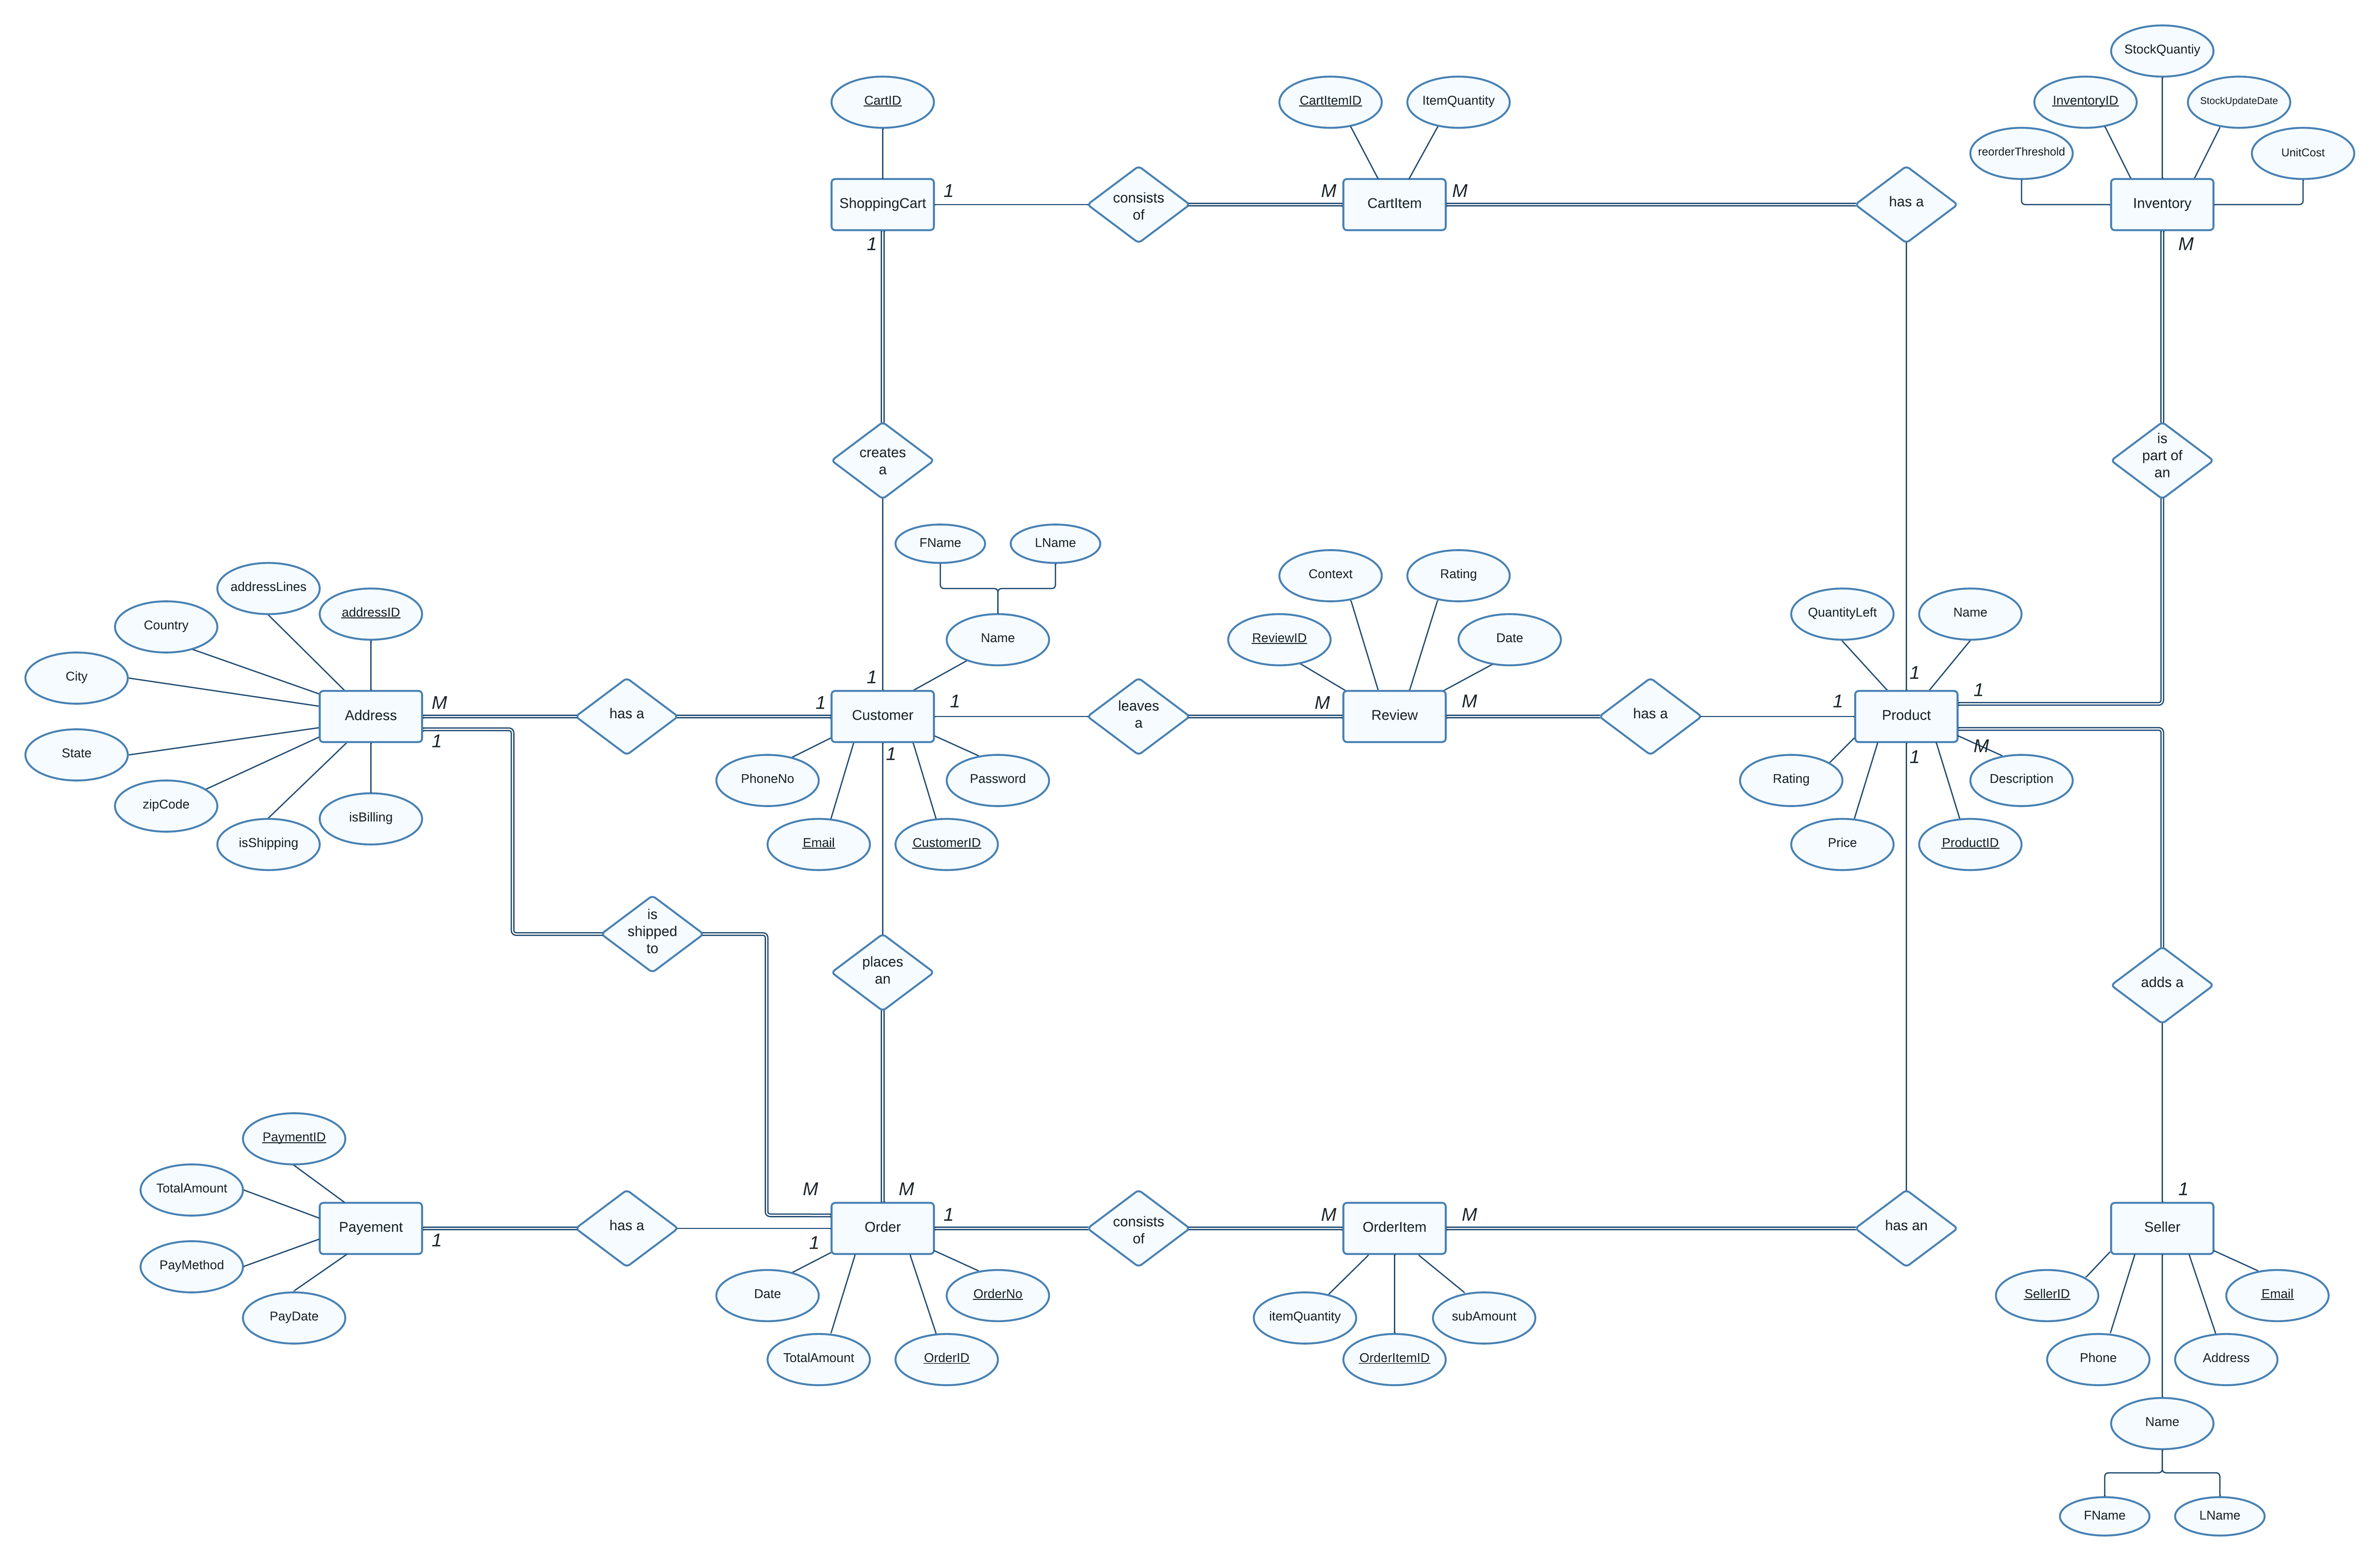 StockQuantiy
CartID
CartItemID
ItemQuantity
InventoryID
StockUpdateDate
reorderThreshold
UnitCost
ShoppingCart
1
consists
of
M
CartItem
M
has a
Inventory
1
M
creates
a
is
part of
an
FName
LName
addressLines
addressID
Country
City
Name
Context
Rating
ReviewID
Date
QuantityLeft
Name
1
1
1
Address
M
has a
1
Customer
1
leaves
a
M
Review
M
has a
1
Product
1
1
M
1
State
zipCode
isShipping
isBilling
PhoneNo
Password
Email
CustomerID
Rating
Description
Price
ProductID
is
shipped
to
places
an
adds a
PaymentID
TotalAmount
PayMethod
PayDate
M
M
1
Payement
1
has a
1
Order
1
consists
of
M
OrderItem
M
has an
Seller
Date
OrderNo
TotalAmount
OrderID
itemQuantity
subAmount
OrderItemID
SellerID
Email
Phone
Address
Name
FName
LName